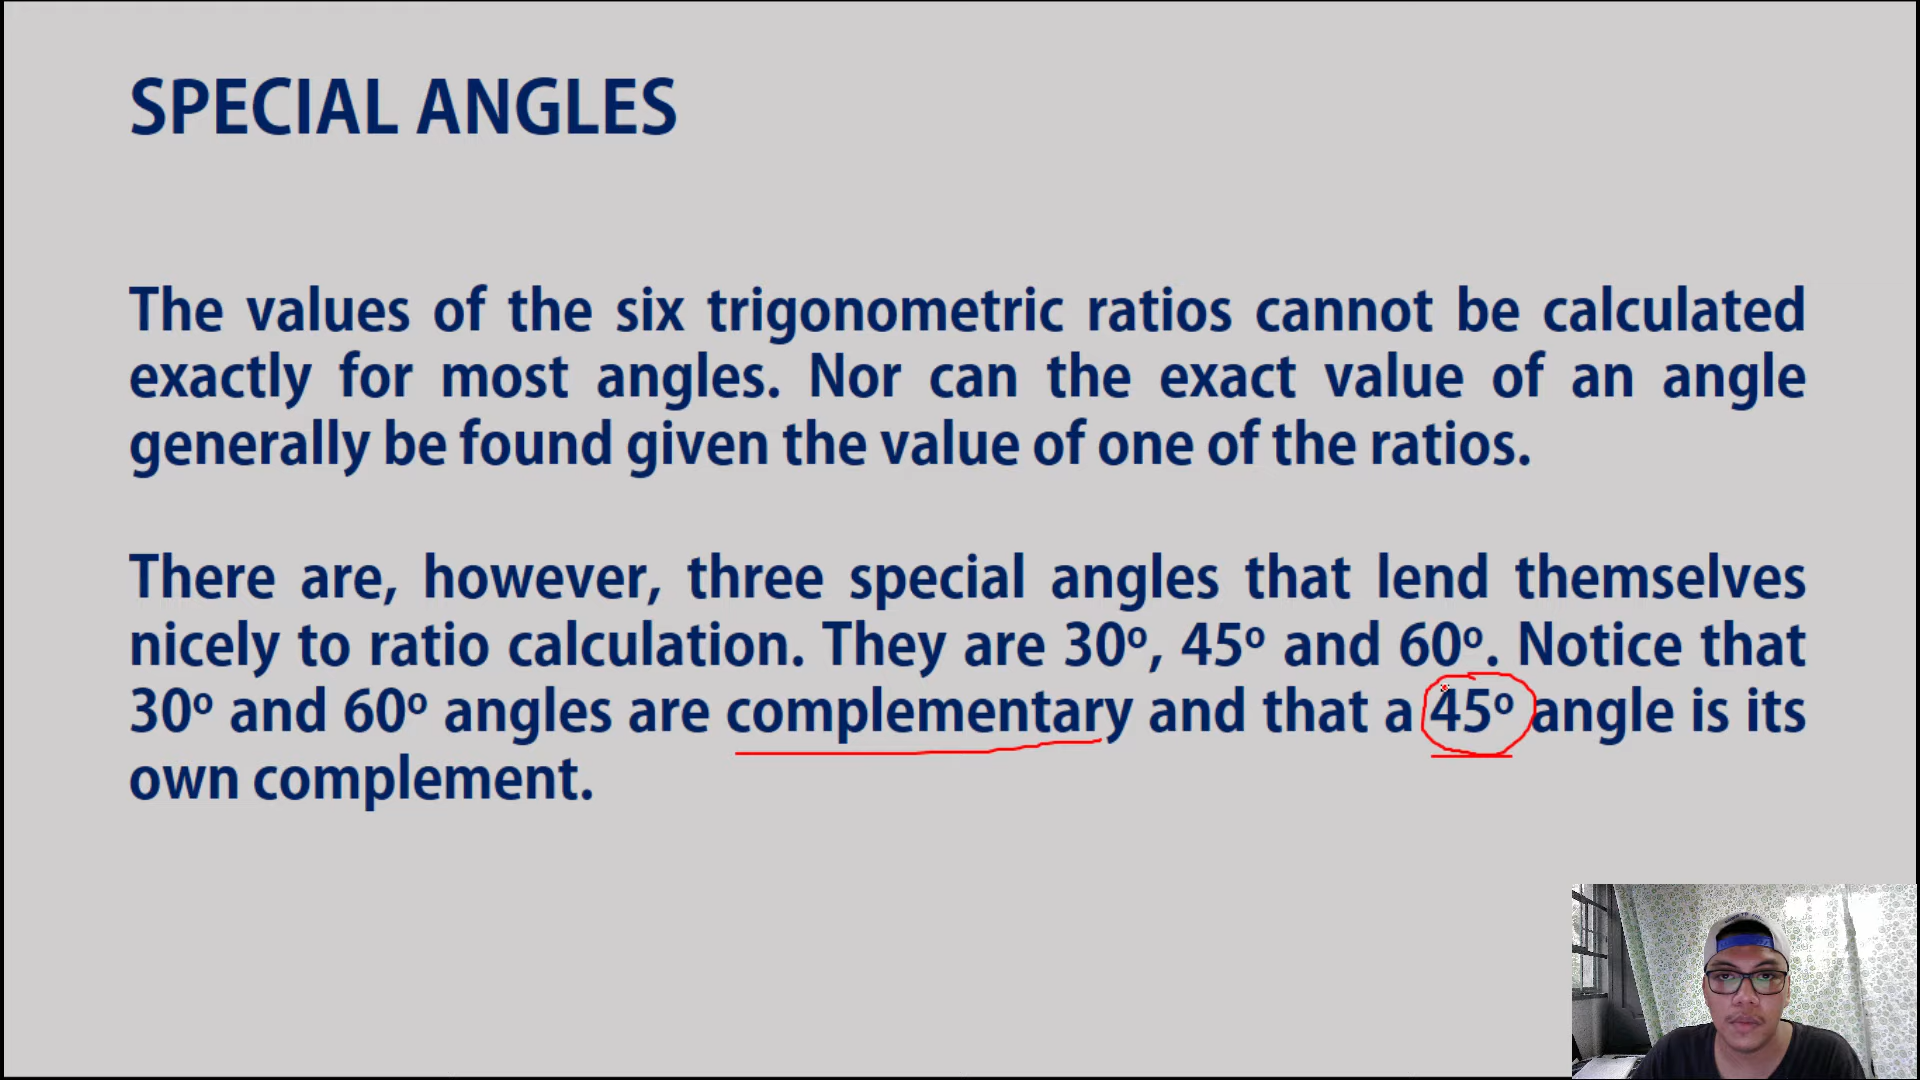 SPECIAL ANGLES
The values of the six trigonometric ratios cannot be calculated
exactly for most angles. Nor can the exact value of an angle
generally be found given the value of one of the ratios.
There are, however, three special angles that lend themselves
nicely to ratio calculation. They are 30º, 45º and 60º. Notice that
30º and 60º angles are complementary and that a 45º angle is its
own complement.